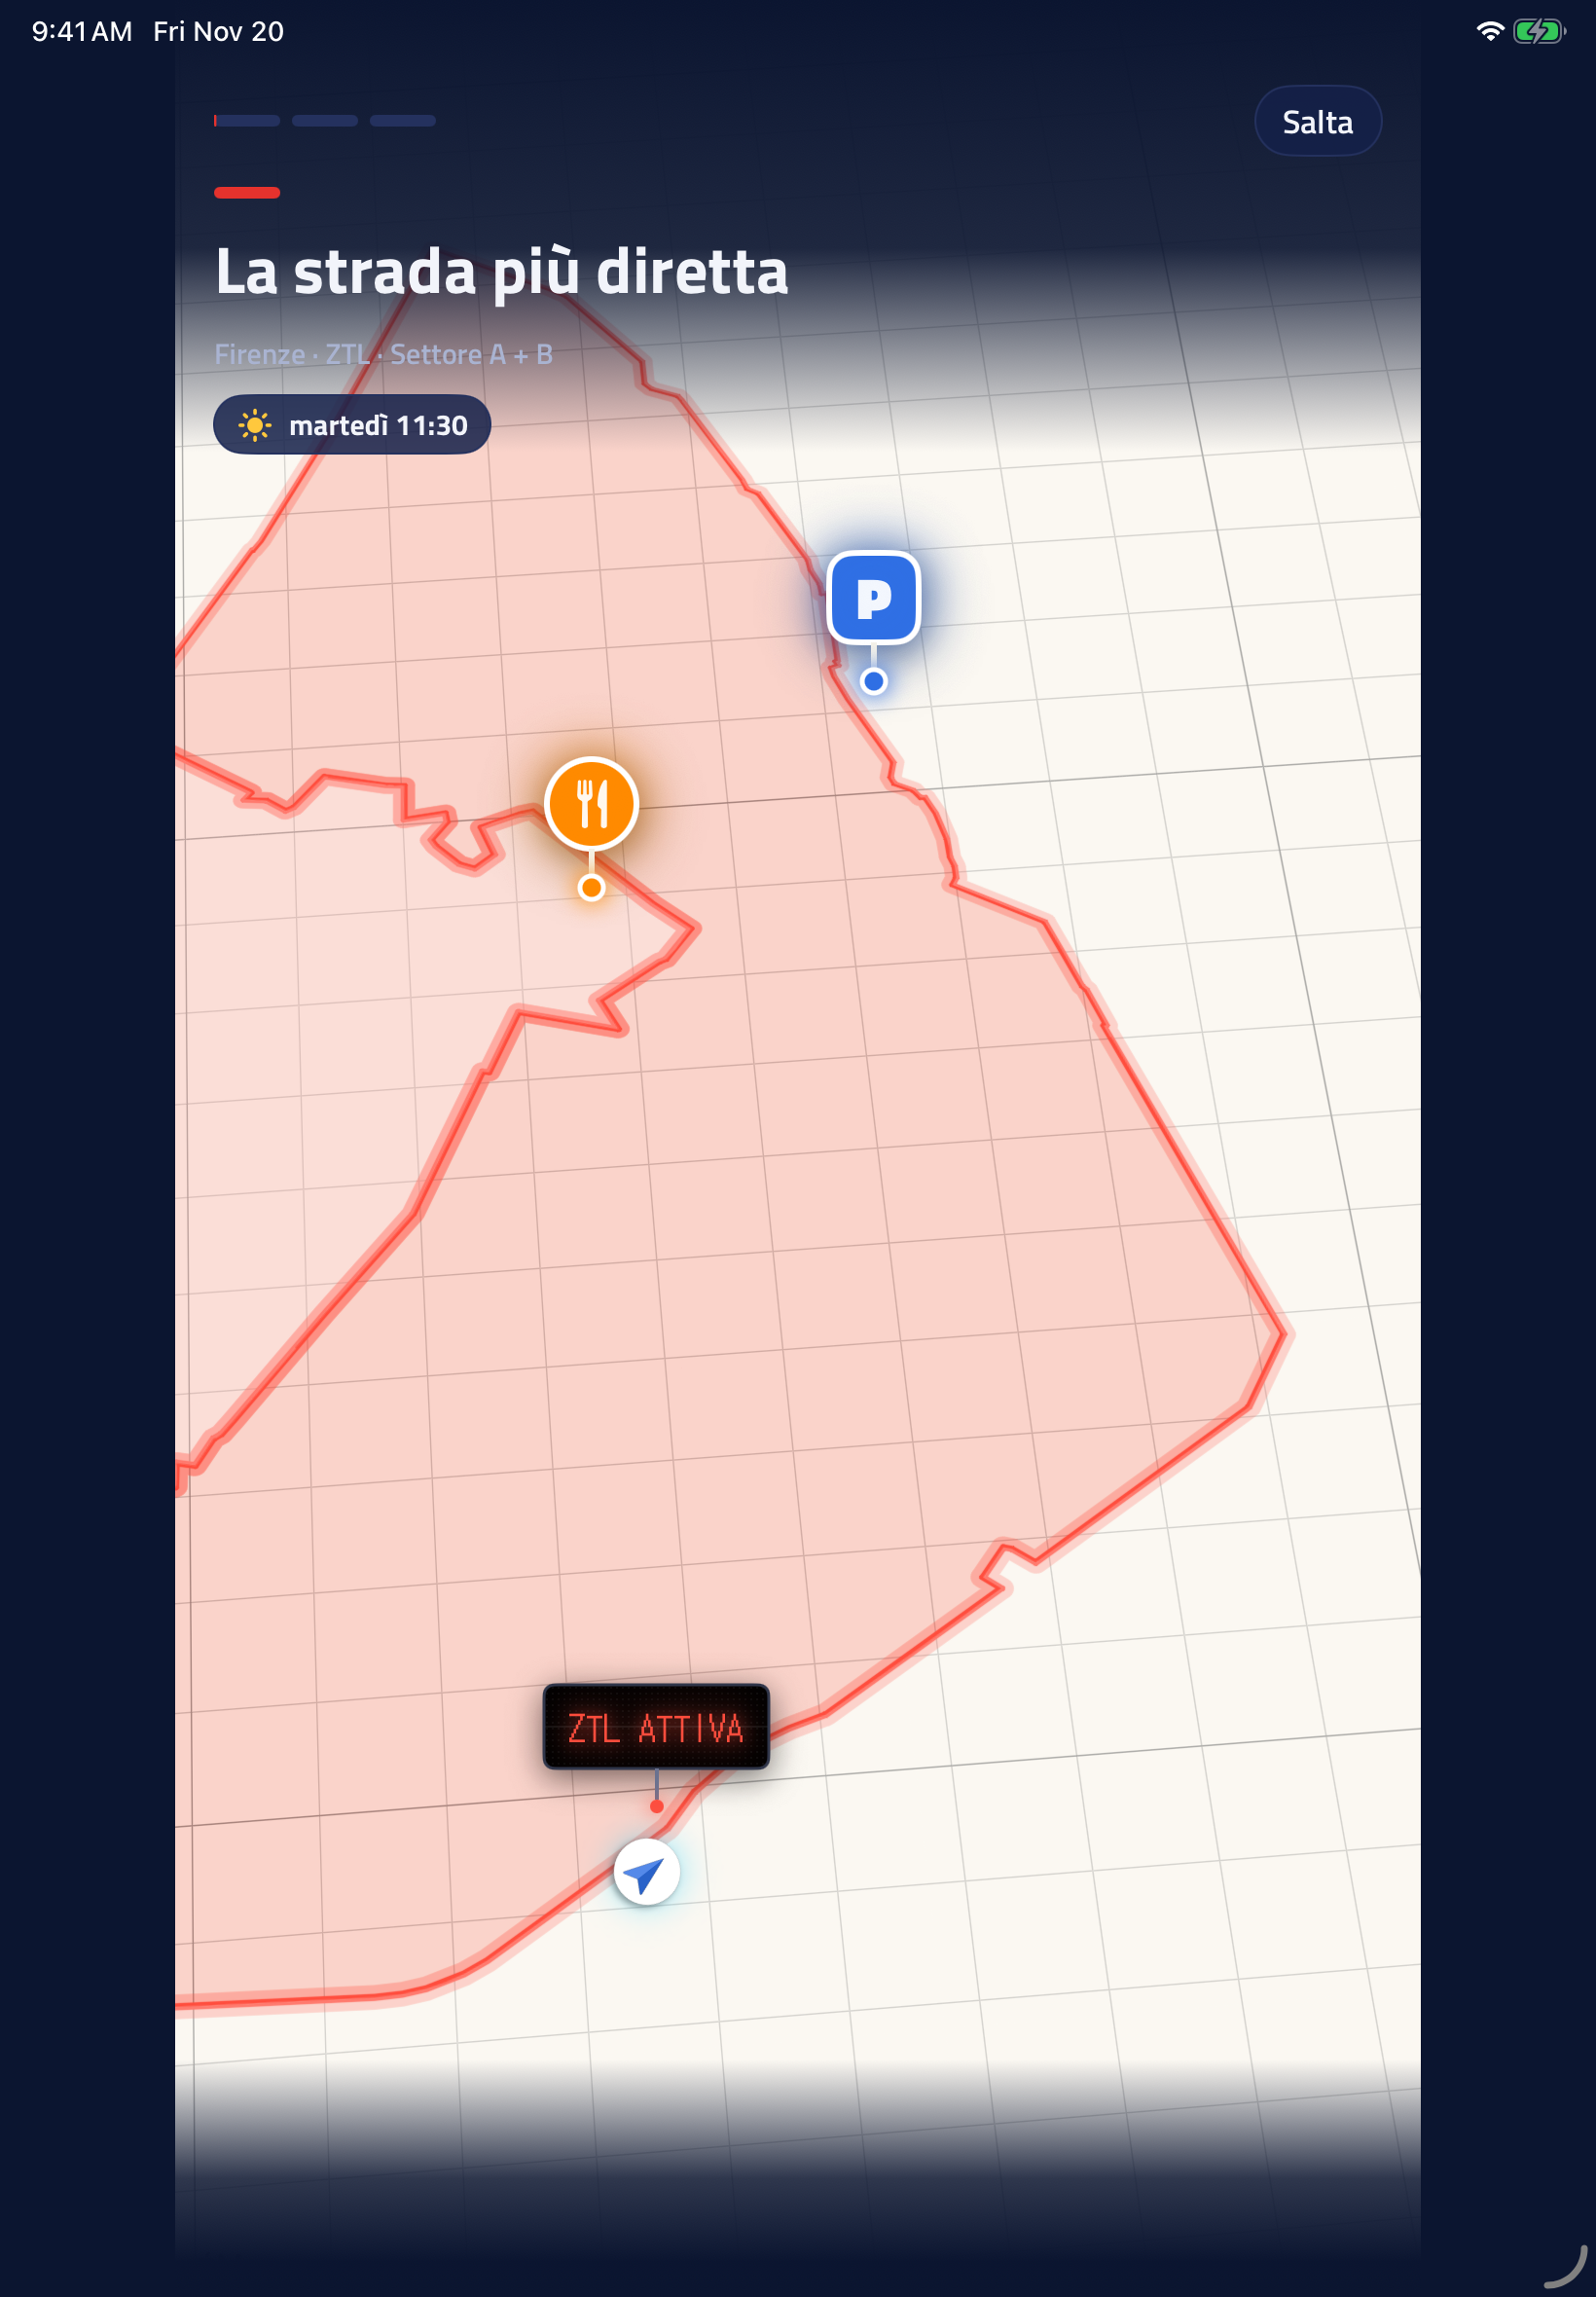 9:41 AM Fri Nov 20
Salta
La strada più diretta
Firenze · ZTL · Settore A + B
martedì 11:30
P
ZTL ATTIVA